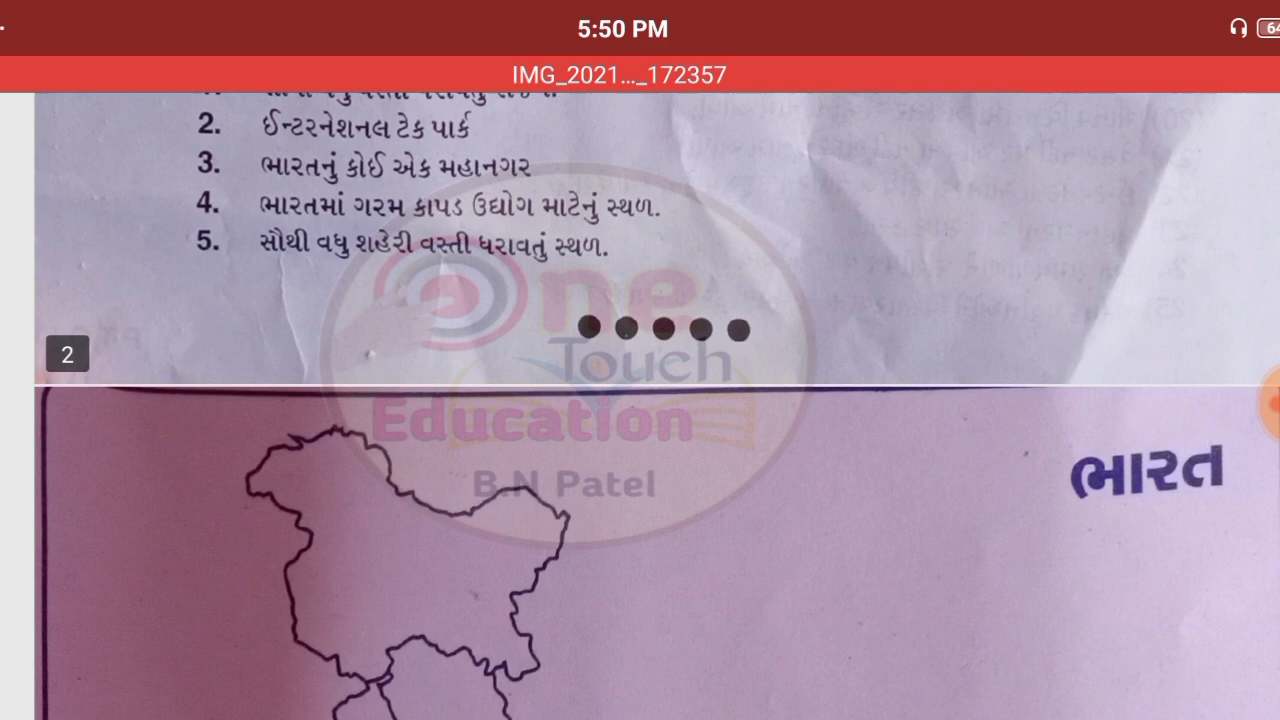 5:50 PM
64
IMG_2021..._172357
2. ઈન્ટરનેશનલ ટેક પાર્ક
3. ભારતનું કોઈ એક મહાનગર
4. ભારતમાં ગરમ કાપડ ઉદ્યોગ માટેનું સ્થળ.
5. સૌથી વધુ શહેરી વસ્તી ધરાવતું સ્થળ.
One
Touch
2
Education
ભારત
B.N Patel